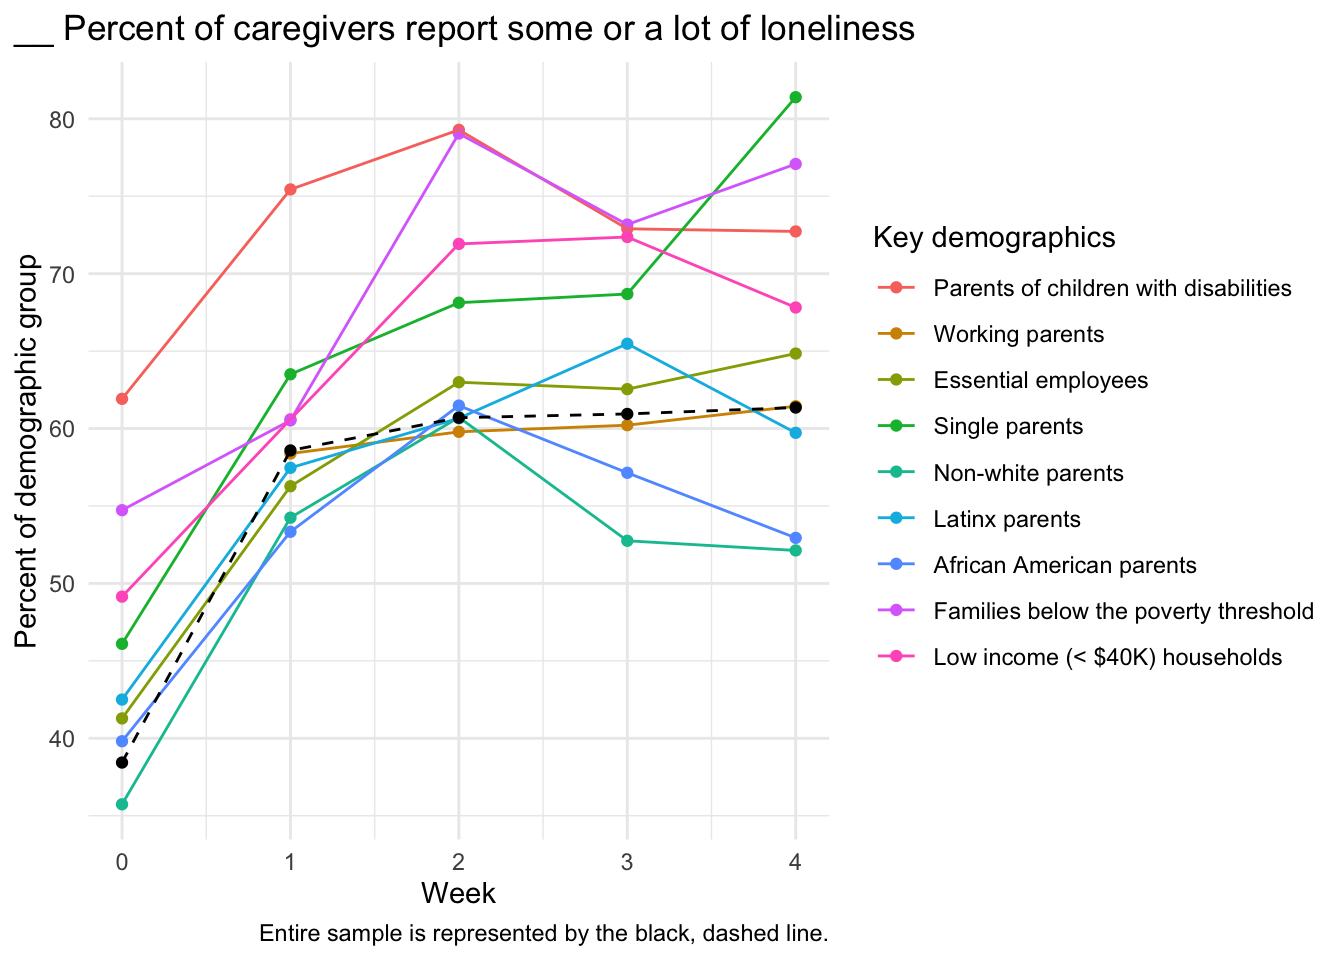 __ Percent of caregivers report some or a lot of loneliness
Percent of demographic group
80
70
60
50
40
0 1 2 3 4
Week
Entire sample is represented by the black, dashed line.
Key demographics
Parents of children with disabilities
Working parents
Essential employees
Single parents
Non-white parents
Latinx parents
African American parents
Families below the poverty threshold
Low income (< $40K) households